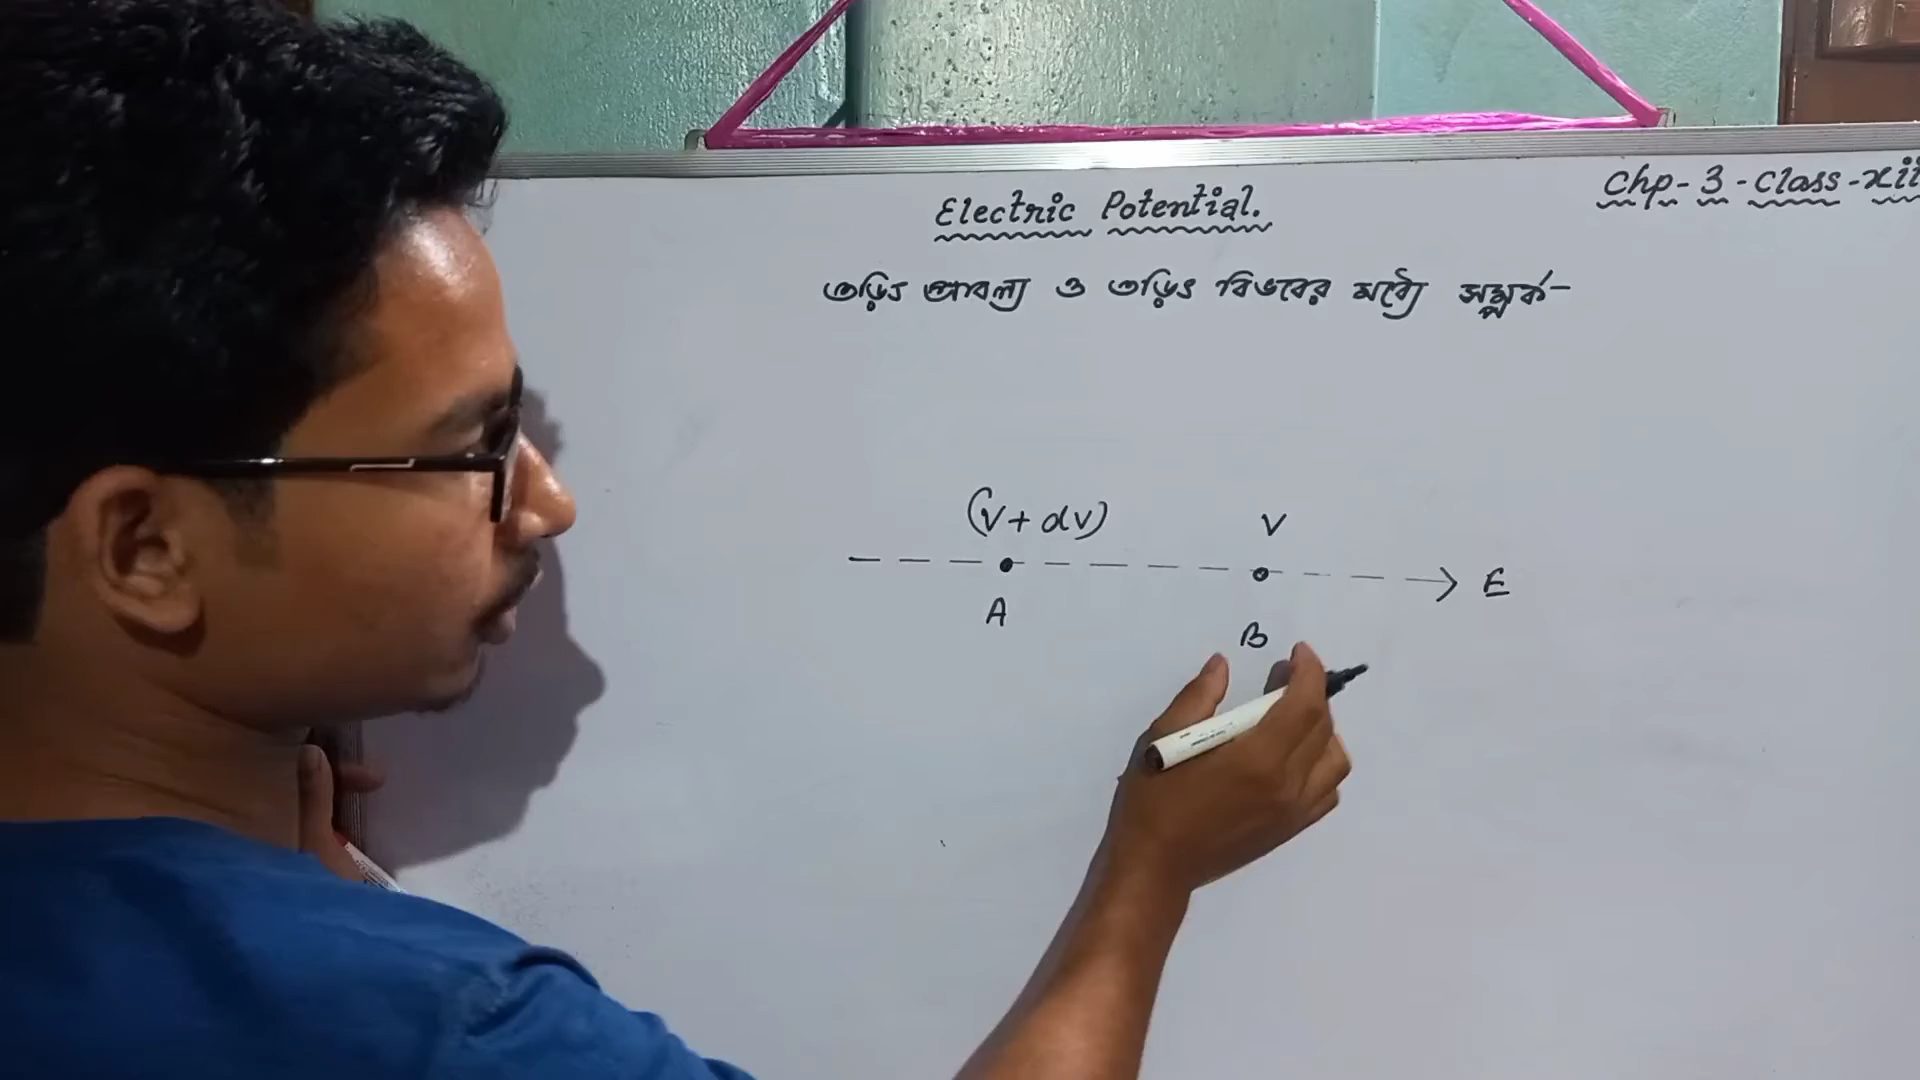 Chp-3-Class-xii
Electric Potential.
তড়িৎ প্রাবল্য ও তড়িৎ বিভবের মধ্যে সম্পর্ক-
(V+dV) V
E
A
B